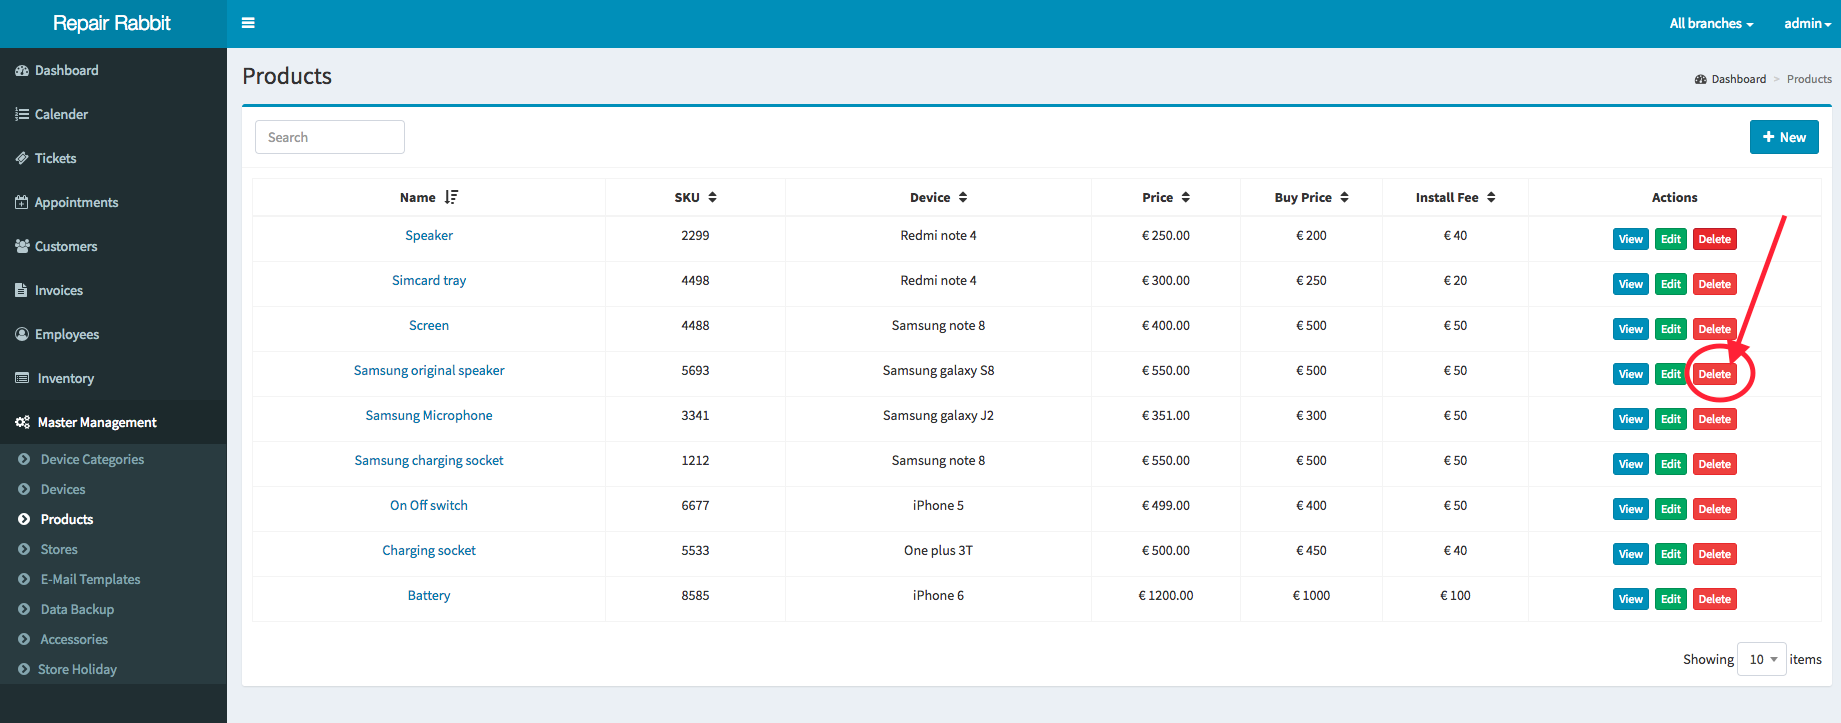 Repair Rabbit
All branches
admin
Dashboard
Calender
Tickets
Appointments
Customers
Invoices
Employees
Inventory
Master Management
Device Categories
Devices
Products
Stores
E-Mail Templates
Data Backup
Accessories
Store Holiday
Products
Dashboard > Products
Search
+ New
Name SKU Device Price Buy Price Install Fee Actions
Speaker 2299 Redmi note 4 € 250.00 € 200 € 40 View Edit Delete
Simcard tray 4498 Redmi note 4 € 300.00 € 250 € 20 View Edit Delete
Screen 4488 Samsung note 8 € 400.00 € 500 € 50 View Edit Delete
Samsung original speaker 5693 Samsung galaxy S8 € 550.00 € 500 € 50 View Edit Delete
Samsung Microphone 3341 Samsung galaxy J2 € 351.00 € 300 € 50 View Edit Delete
Samsung charging socket 1212 Samsung note 8 € 550.00 € 500 € 50 View Edit Delete
On Off switch 6677 iPhone 5 € 499.00 € 400 € 50 View Edit Delete
Charging socket 5533 One plus 3T € 500.00 € 450 € 40 View Edit Delete
Battery 8585 iPhone 6 € 1200.00 € 1000 € 100 View Edit Delete
Showing 10 items